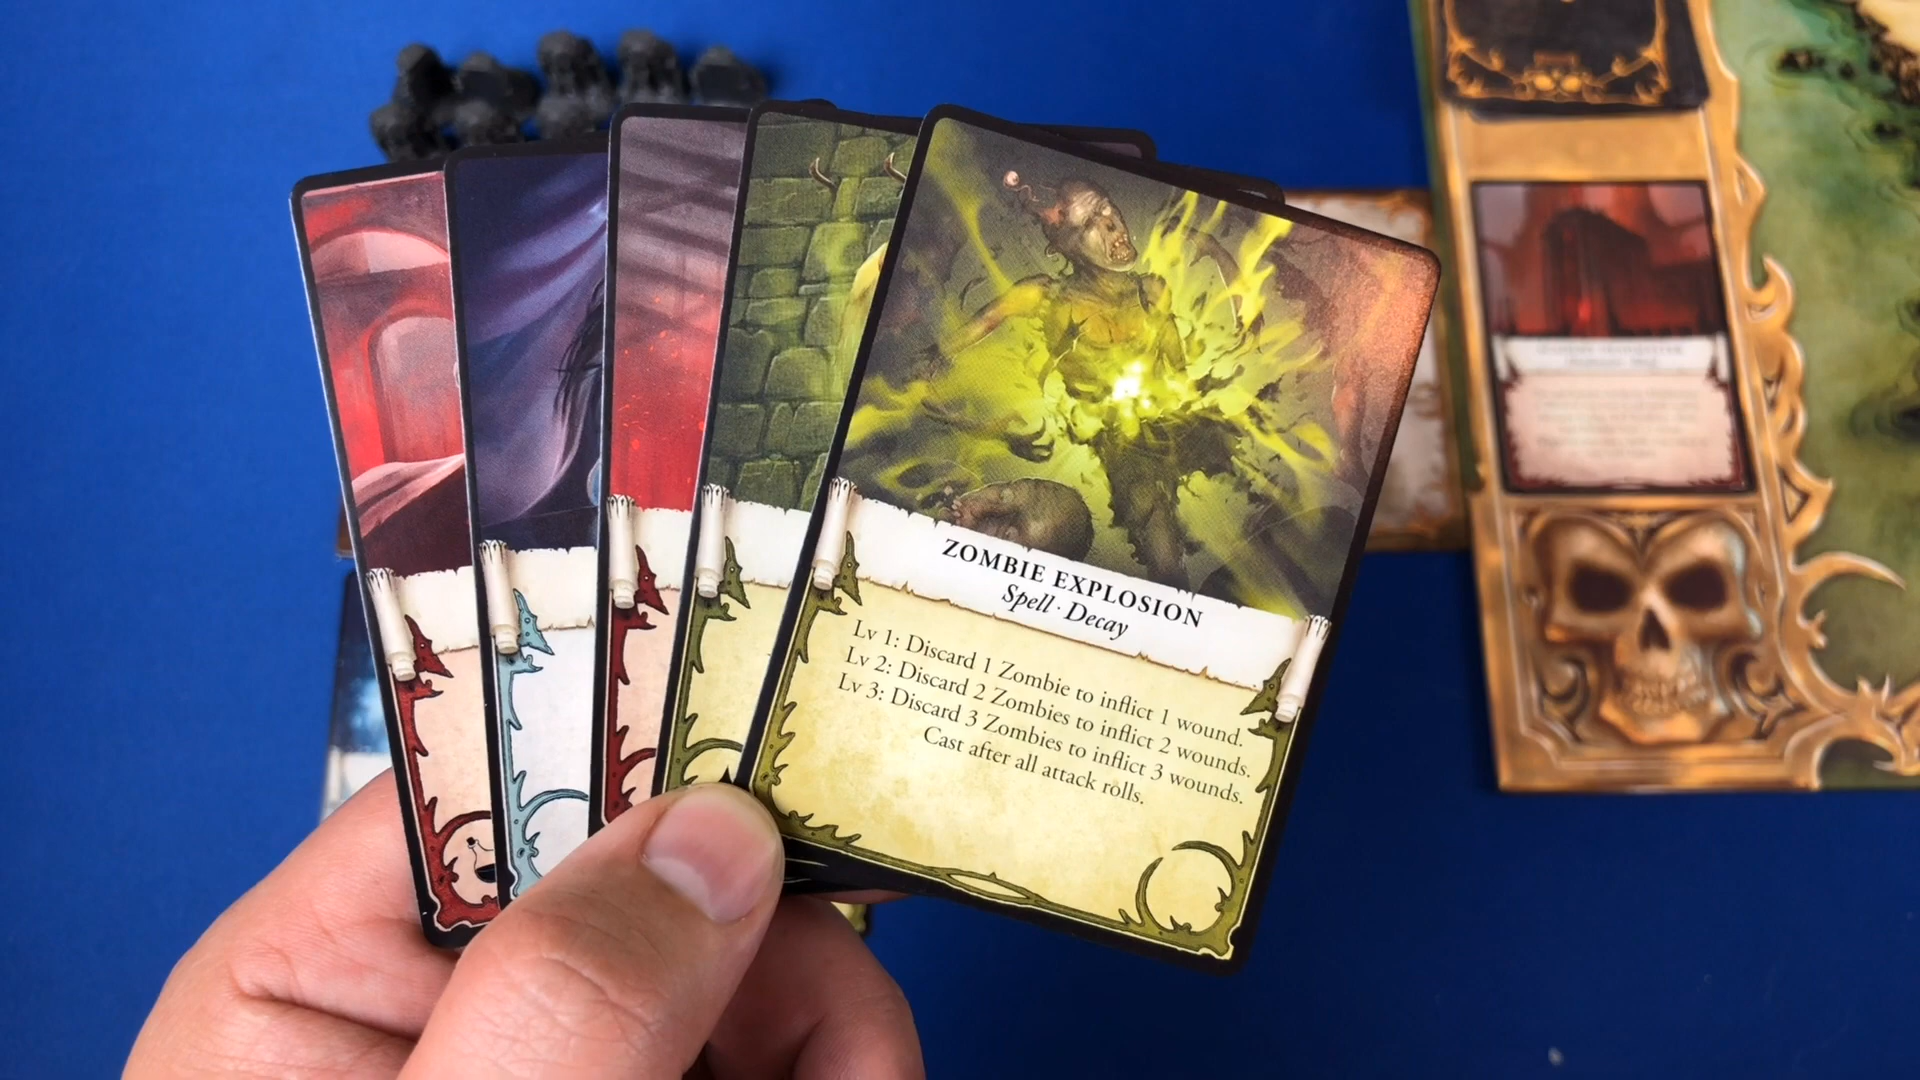 ZOMBIE EXPLOSION
Spell · Decay
Lv 1: Discard 1 Zombie to inflict 1 wound.
Lv 2: Discard 2 Zombies to inflict 2 wounds.
Lv 3: Discard 3 Zombies to inflict 3 wounds.
Cast after all attack rolls.